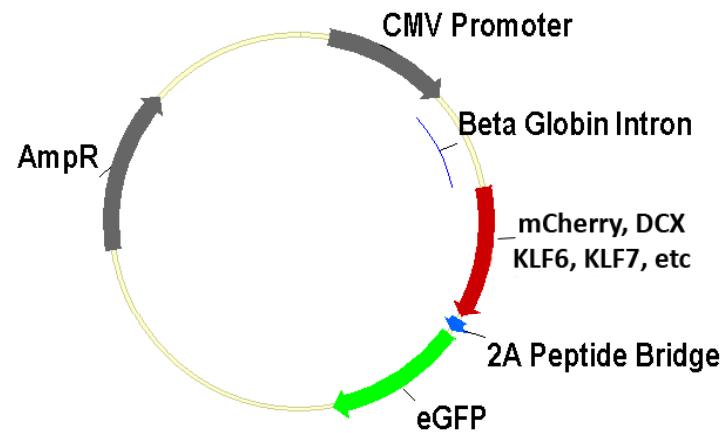 CMV Promoter
Beta Globin Intron
AmpR
mCherry, DCX
KLF6, KLF7, etc
2A Peptide Bridge
eGFP